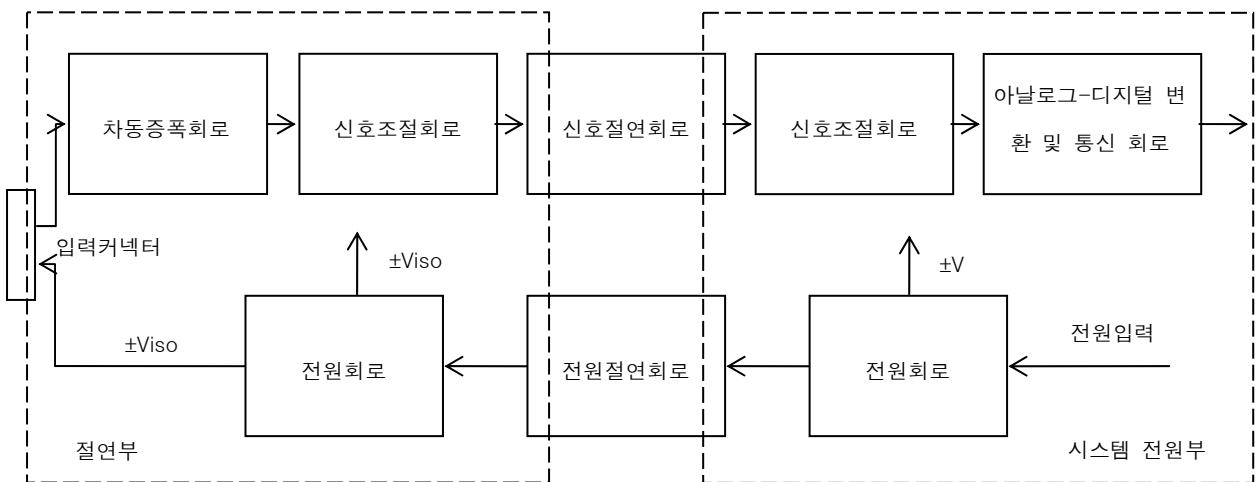 차동증폭회로
신호조절회로
신호절연회로
신호조절회로
아날로그-디지털 변
환 및 통신 회로
입력커넥터
±Viso
±V
±Viso
전원회로
전원절연회로
전원회로
전원입력
절연부
시스템 전원부